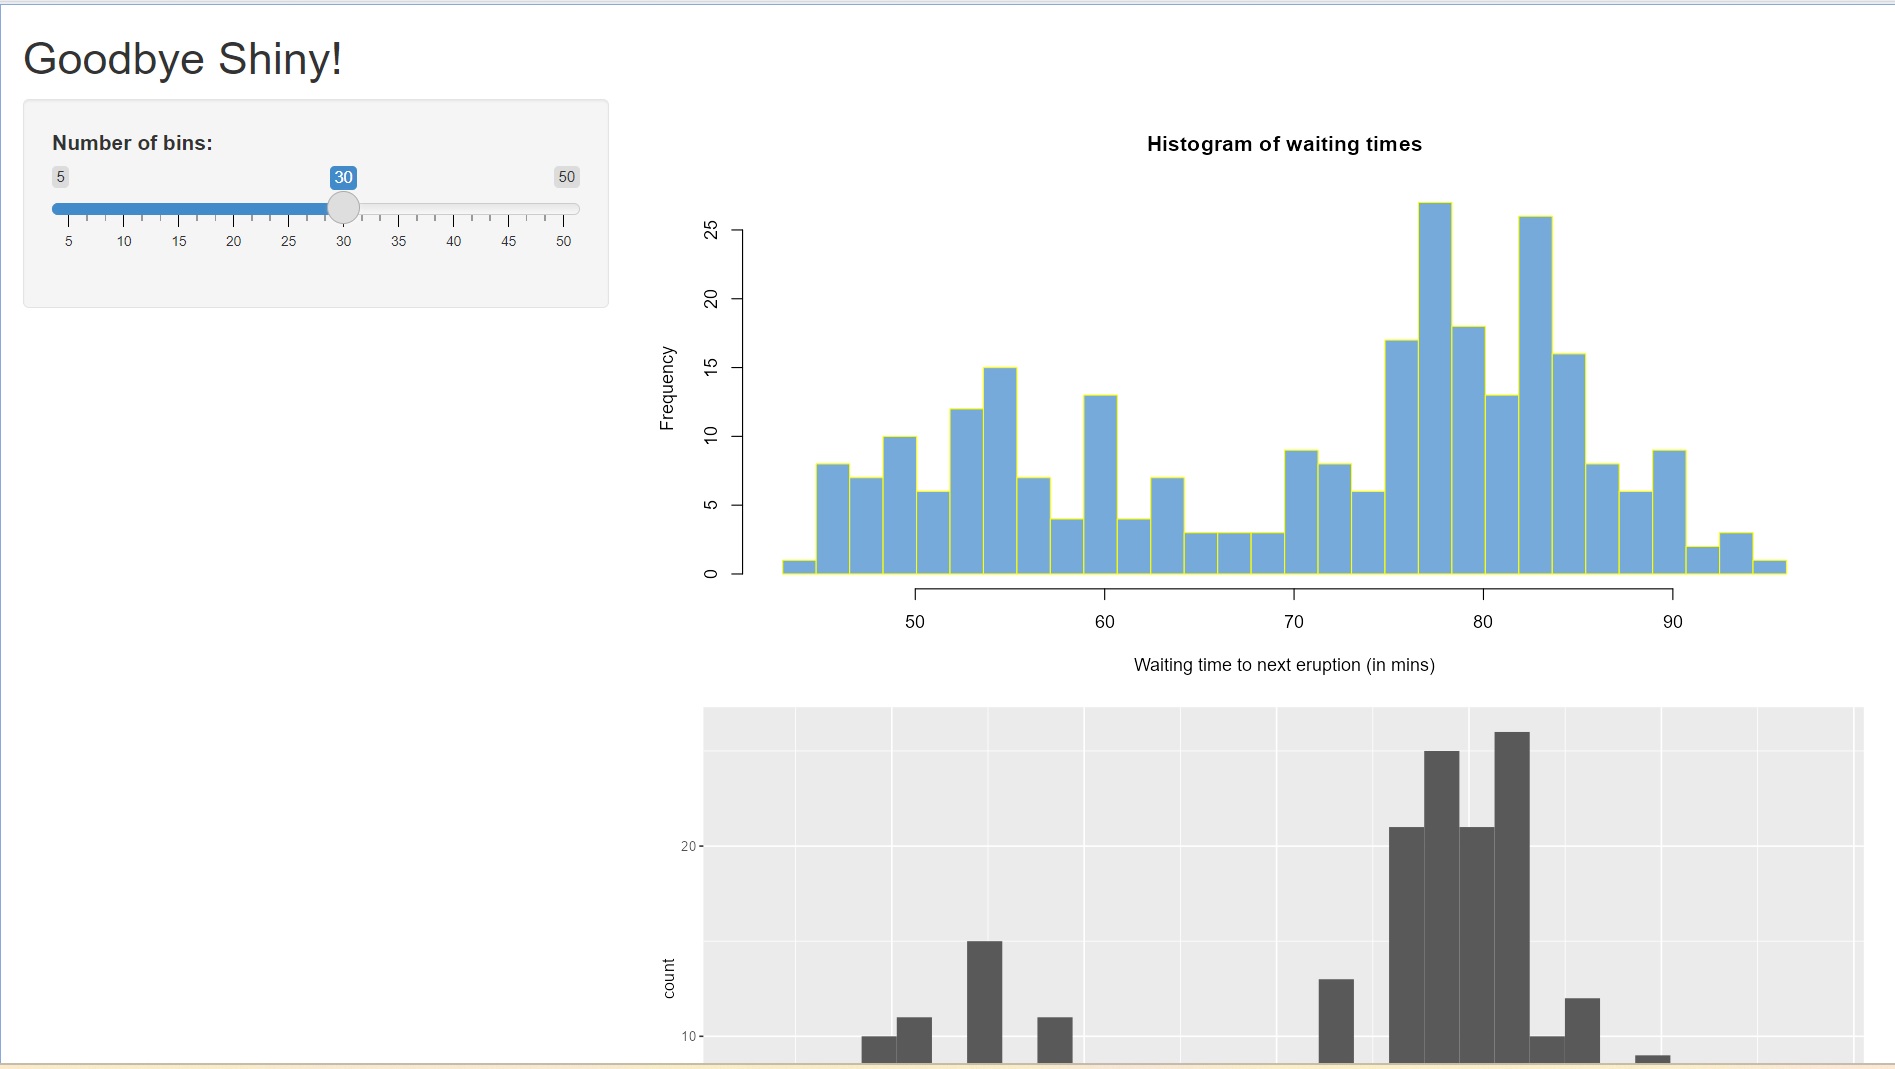 Goodbye Shiny!
Number of bins:
5 30 50
5 10 15 20 25 30 35 40 45 50
Histogram of waiting times
Frequency
25
20
15
10
5
0
50 60 70 80 90
Waiting time to next eruption (in mins)
count
20
10